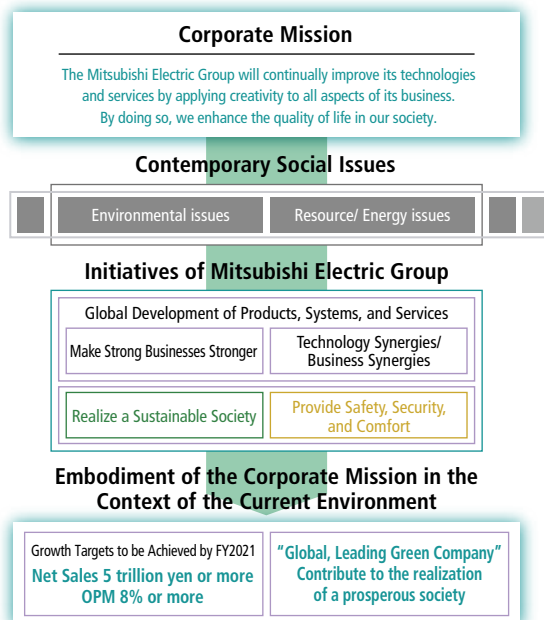 Corporate Mission
The Mitsubishi Electric Group will continually improve its technologies
and services by applying creativity to all aspects of its business.
By doing so, we enhance the quality of life in our society.
Contemporary Social Issues
Environmental issues
Resource/ Energy issues
Initiatives of Mitsubishi Electric Group
Global Development of Products, Systems, and Services
Make Strong Businesses Stronger
Technology Synergies/
Business Synergies
Realize a Sustainable Society
Provide Safety, Security,
and Comfort
Embodiment of the Corporate Mission in the
Context of the Current Environment
Growth Targets to be Achieved by FY2021
Net Sales 5 trillion yen or more
OPM 8% or more
“Global, Leading Green Company”
Contribute to the realization
of a prosperous society